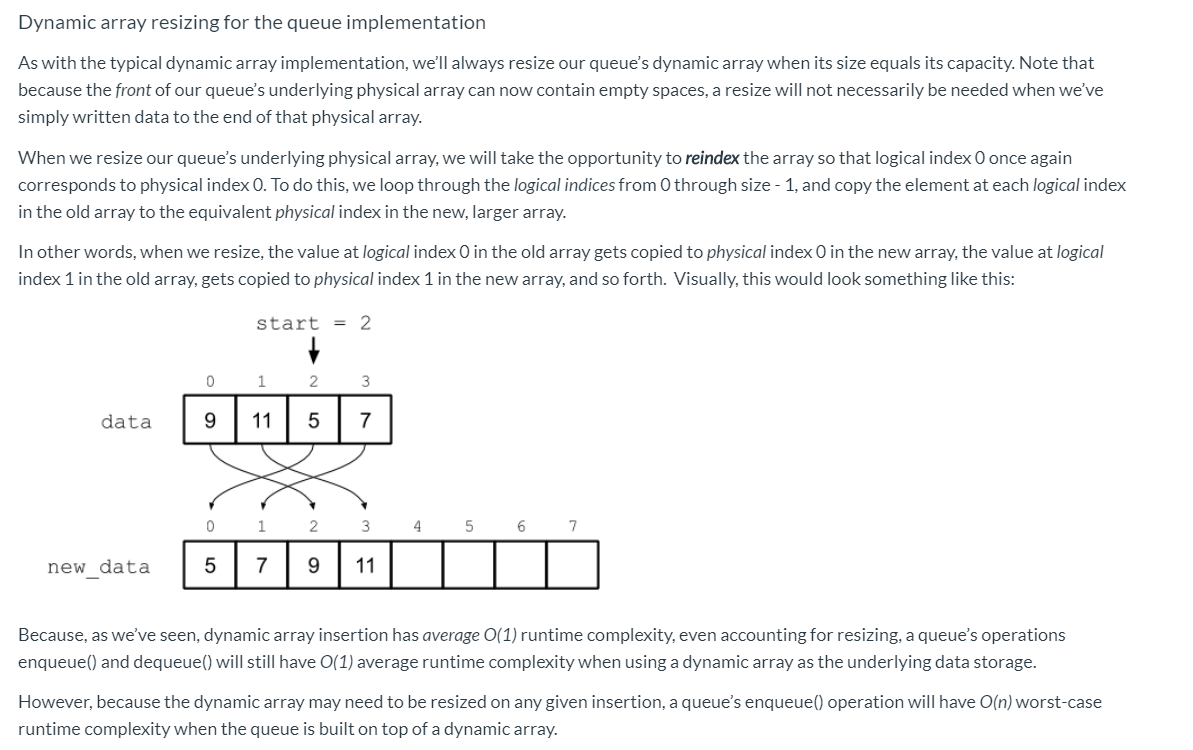 Dynamic array resizing for the queue implementation
As with the typical dynamic array implementation, we'll always resize our queue's dynamic array when its size equals its capacity. Note that
because the front of our queue's underlying physical array can now contain empty spaces, a resize will not necessarily be needed when we've
simply written data to the end of that physical array.
When we resize our queue's underlying physical array, we will take the opportunity to reindex the array so that logical index 0 once again
corresponds to physical index 0. To do this, we loop through the logical indices from 0 through size - 1, and copy the element at each logical index
in the old array to the equivalent physical index in the new, larger array.
In other words, when we resize, the value at logical index 0 in the old array gets copied to physical index 0 in the new array, the value at logical
index 1 in the old array, gets copied to physical index 1 in the new array, and so forth. Visually, this would look something like this:
start = 2
0 1 2 3
data 9 11 5 7
0 1 2 3 4 5 6 7
new_data 5 7 9 11
Because, as we've seen, dynamic array insertion has average O(1) runtime complexity, even accounting for resizing, a queue's operations
enqueue() and dequeue() will still have O(1) average runtime complexity when using a dynamic array as the underlying data storage.
However, because the dynamic array may need to be resized on any given insertion, a queue's enqueue() operation will have O(n) worst-case
runtime complexity when the queue is built on top of a dynamic array.